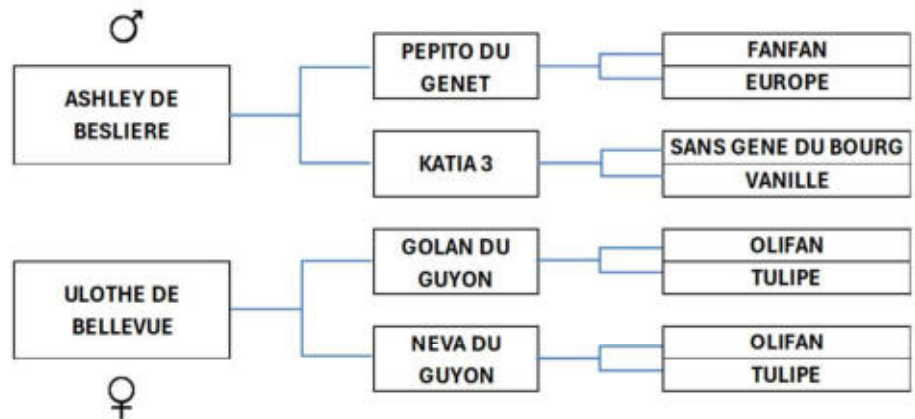 ASHLEY DE
BESLIERE
PEPITO DU
GENET
FANFAN
EUROPE
KATIA 3
SANS GENE DU BOURG
VANILLE
ULOTHE DE
BELLEVUE
GOLAN DU
GUYON
OLIFAN
TULIPE
NEVA DU
GUYON
OLIFAN
TULIPE